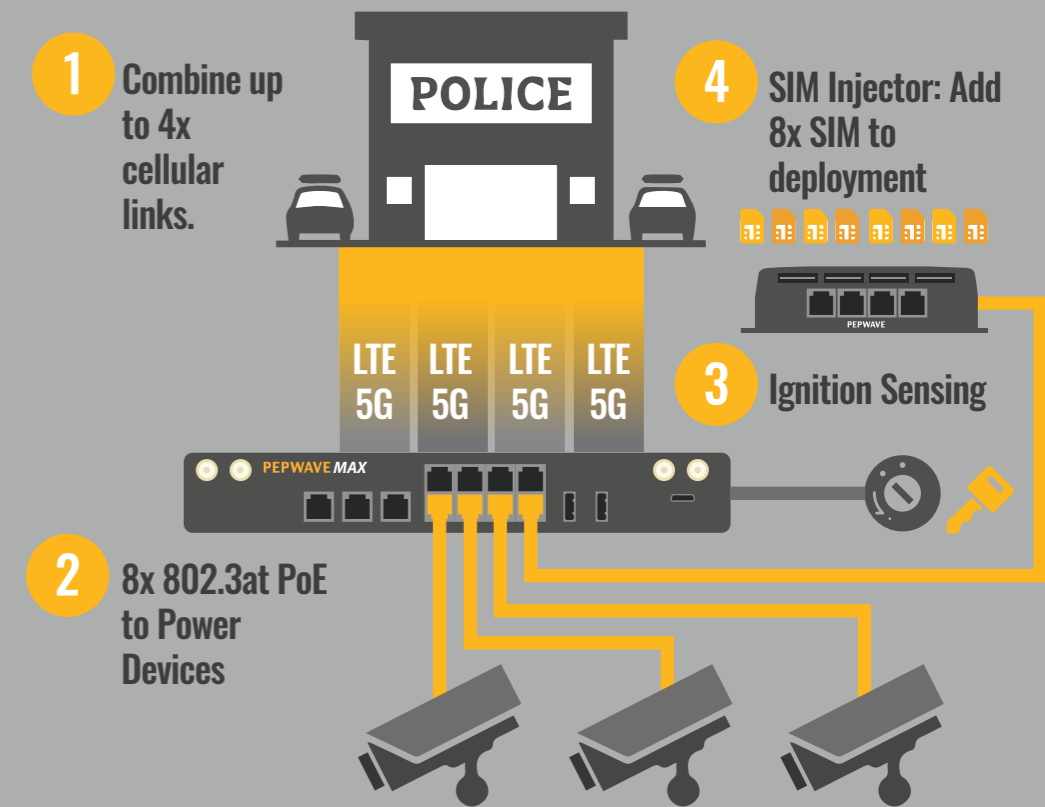 1
Combine up
to 4x
cellular
links.
POLICE
4
SIM Injector: Add
8x SIM to
deployment
PEPWAVE
LTE
5G
LTE
5G
LTE
5G
LTE
5G
3
Ignition Sensing
PEPWAVE MAX
2
8x 802.3at PoE
to Power
Devices